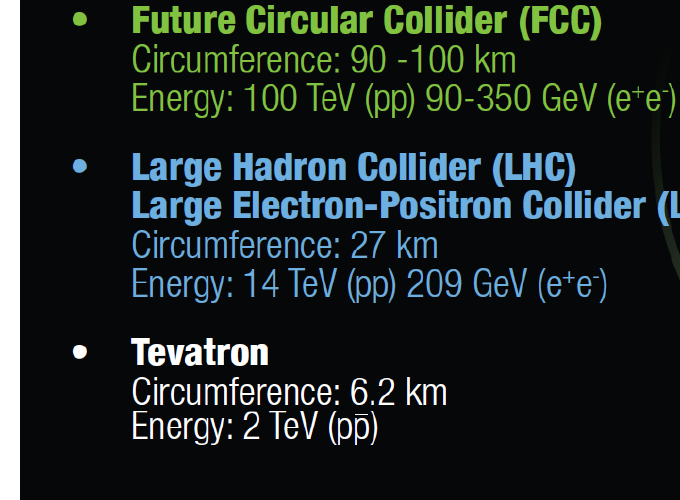 • Future Circular Collider (FCC)
Circumference: 90 -100 km
Energy: 100 TeV (pp) 90-350 GeV (e⁺e⁻)
• Large Hadron Collider (LHC)
Large Electron-Positron Collider (L
Circumference: 27 km
Energy: 14 TeV (pp) 209 GeV (e⁺e⁻)
• Tevatron
Circumference: 6.2 km
Energy: 2 TeV (pp̅)